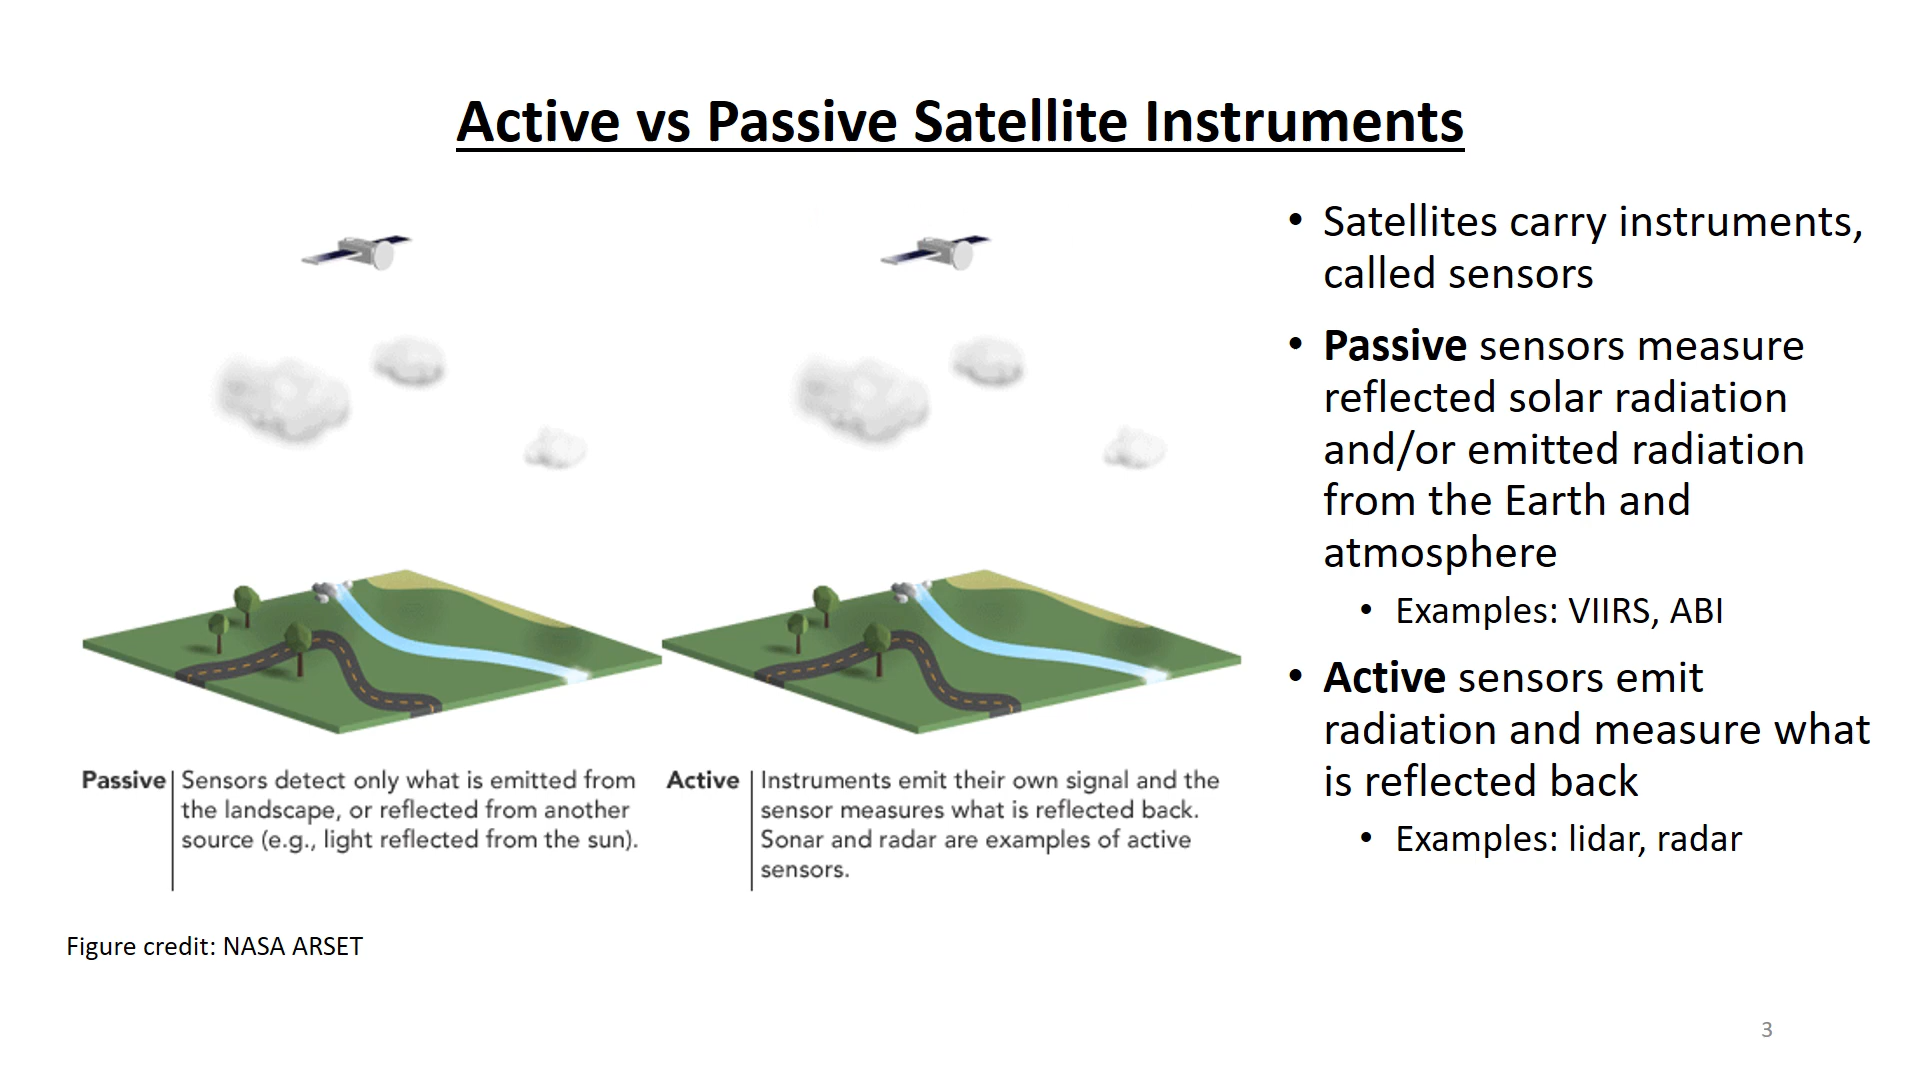 Active vs Passive Satellite Instruments
Passive
Sensors detect only what is emitted from
the landscape, or reflected from another
source (e.g., light reflected from the sun).
Active
Instruments emit their own signal and the
sensor measures what is reflected back.
Sonar and radar are examples of active
sensors.
Figure credit: NASA ARSET
• Satellites carry instruments,
called sensors
• Passive sensors measure
reflected solar radiation
and/or emitted radiation
from the Earth and
atmosphere
• Examples: VIIRS, ABI
• Active sensors emit
radiation and measure what
is reflected back
• Examples: lidar, radar
3